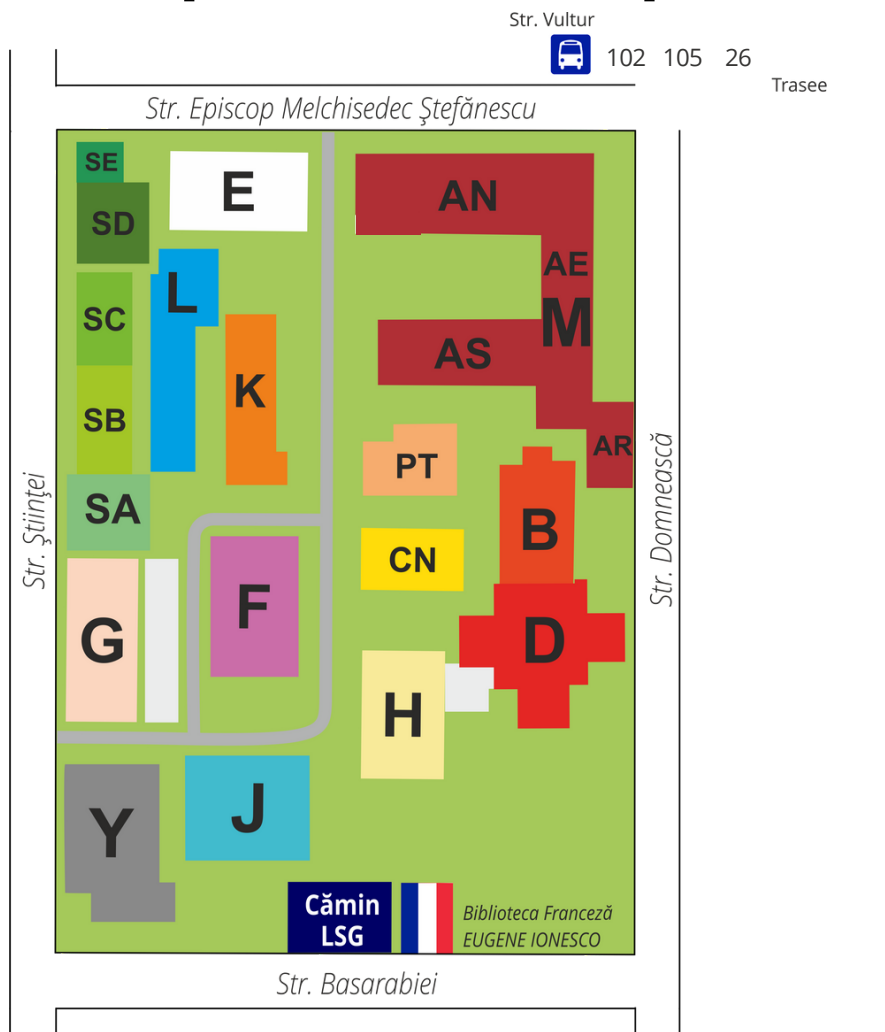 Str. Vultur
102 105 26
Trasee
Str. Episcop Melchisedec Ştefănescu
SE
E
AN
SD
AE
L
M
SC
AS
K
SB
AR
PT
SA
B
CN
Str. Ştiinţei
Str. Domnească
F
G
D
H
J
Y
Cămin
LSG
Biblioteca Franceză
EUGENE IONESCO
Str. Basarabiei